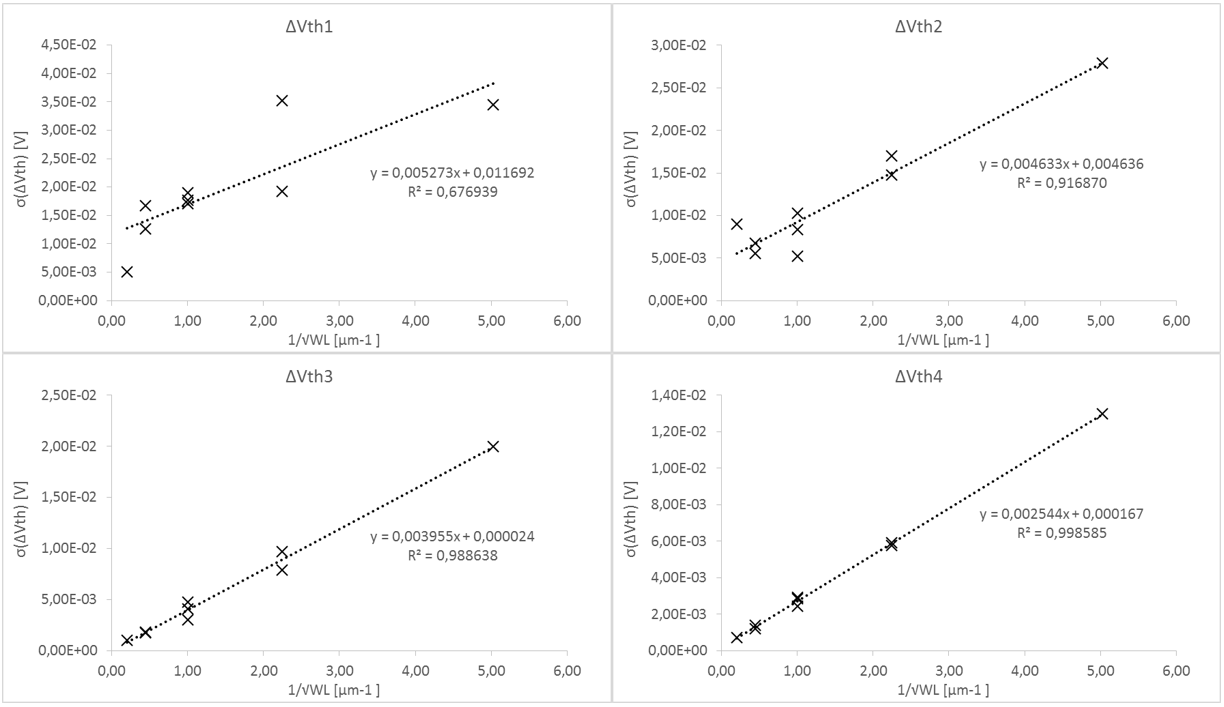 ΔVth1
4,50E-02
4,00E-02
3,50E-02
3,00E-02
2,50E-02
2,00E-02
1,50E-02
1,00E-02
5,00E-03
0,00E+00
σ(ΔVth) [V]
y = 0,005273x + 0,011692
R² = 0,676939
0,00 1,00 2,00 3,00 4,00 5,00 6,00
1/√WL [µm-1 ]
ΔVth2
3,00E-02
2,50E-02
2,00E-02
1,50E-02
1,00E-02
5,00E-03
0,00E+00
σ(ΔVth) [V]
y = 0,004633x + 0,004636
R² = 0,916870
0,00 1,00 2,00 3,00 4,00 5,00 6,00
1/√WL [µm-1 ]
ΔVth3
2,50E-02
2,00E-02
1,50E-02
1,00E-02
5,00E-03
0,00E+00
σ(ΔVth) [V]
y = 0,003955x + 0,000024
R² = 0,988638
0,00 1,00 2,00 3,00 4,00 5,00 6,00
1/√WL [µm-1 ]
ΔVth4
1,40E-02
1,20E-02
1,00E-02
8,00E-03
6,00E-03
4,00E-03
2,00E-03
0,00E+00
σ(ΔVth) [V]
y = 0,002544x + 0,000167
R² = 0,998585
0,00 1,00 2,00 3,00 4,00 5,00 6,00
1/√WL [µm-1 ]